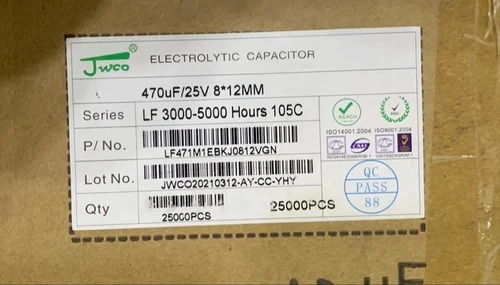 Jwco®
ELECTROLYTIC CAPACITOR
470uF/25V 8*12MM
Series LF 3000-5000 Hours 105C
P/ No. LF471M1EBKJ0812VGN
Lot No. JWCO20210312-AY-CC-YHY
Qty 25000PCS 25000PCS
REACH
ISO14001:2004 ISO9001:2008
QC
PASS
88